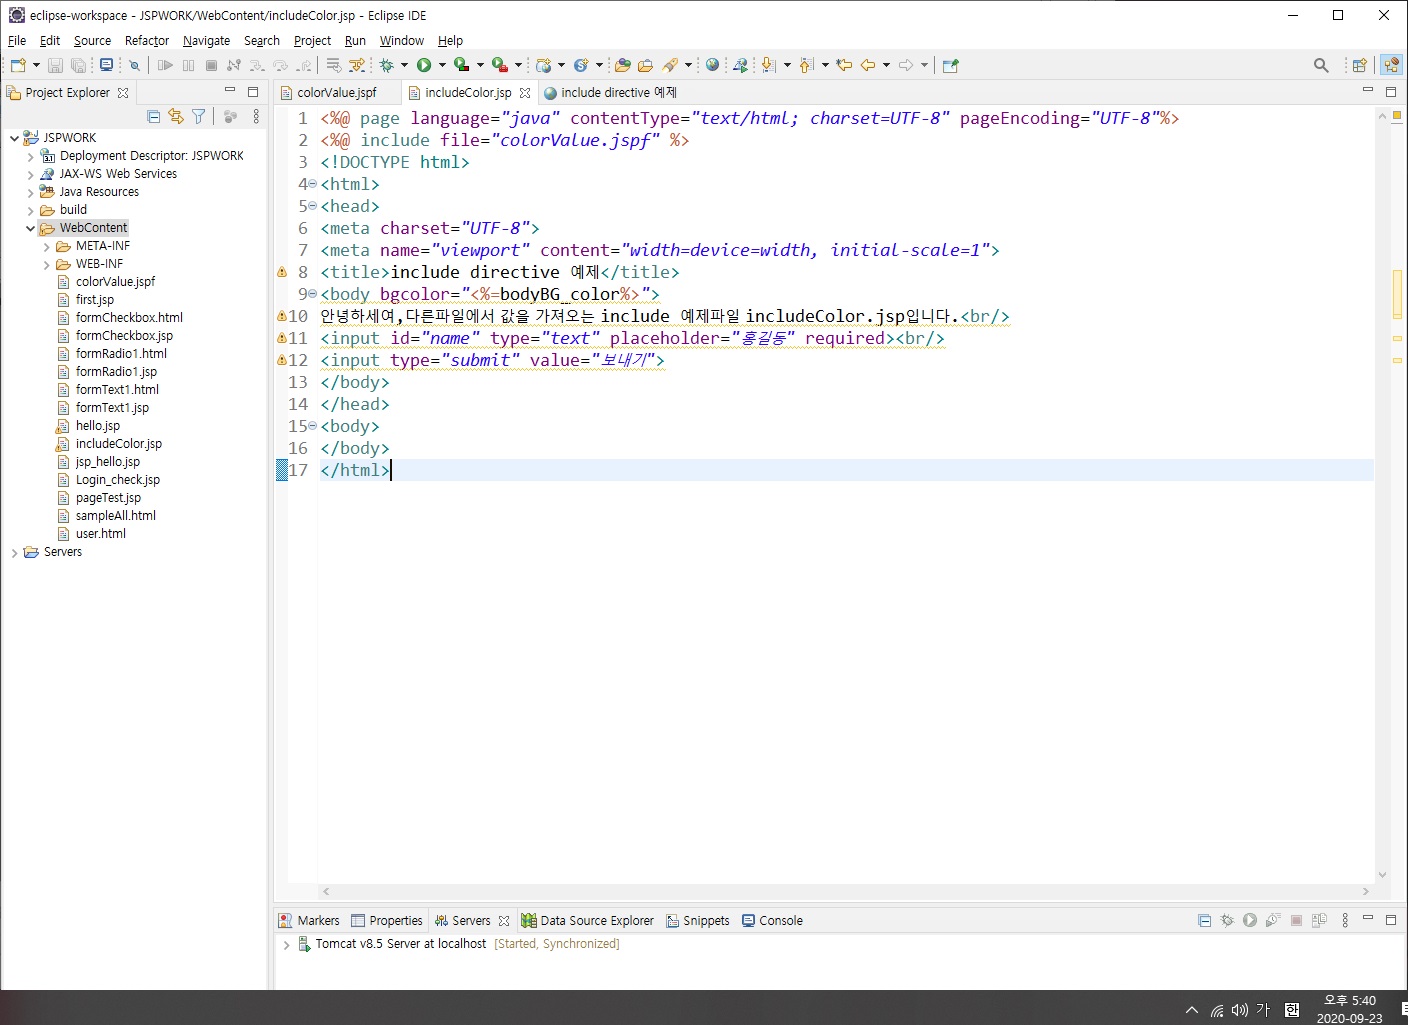 eclipse-workspace - JSPWORK/WebContent/includeColor.jsp - Eclipse IDE
File Edit Source Refactor Navigate Search Project Run Window Help
Project Explorer
colorValue.jspf includeColor.jsp include directive 예제
JSPWORK
Deployment Descriptor: JSPWORK
JAX-WS Web Services
Java Resources
build
WebContent
META-INF
WEB-INF
colorValue.jspf
first.jsp
formCheckbox.html
formCheckbox.jsp
formRadio1.html
formRadio1.jsp
formText1.html
formText1.jsp
hello.jsp
includeColor.jsp
jsp_hello.jsp
Login_check.jsp
pageTest.jsp
sampleAll.html
user.html
Servers
1 <%@ page language="java" contentType="text/html; charset=UTF-8" pageEncoding="UTF-8"%>
2 <%@ include file="colorValue.jspf" %>
3 <!DOCTYPE html>
4 <html>
5 <head>
6 <meta charset="UTF-8">
7 <meta name="viewport" content="width=device=width, initial-scale=1">
8 <title>include directive 예제</title>
9 <body bgcolor="<%=bodyBG_color%>">
10 안녕하세여,다른파일에서 값을 가져오는 include 예제파일 includeColor.jsp입니다.<br/>
11 <input id="name" type="text" placeholder="홍길동" required><br/>
12 <input type="submit" value="보내기">
13 </body>
14 </head>
15 <body>
16 </body>
17 </html>
Markers Properties Servers Data Source Explorer Snippets Console
Tomcat v8.5 Server at localhost [Started, Synchronized]
가 한 오후 5:40
2020-09-23